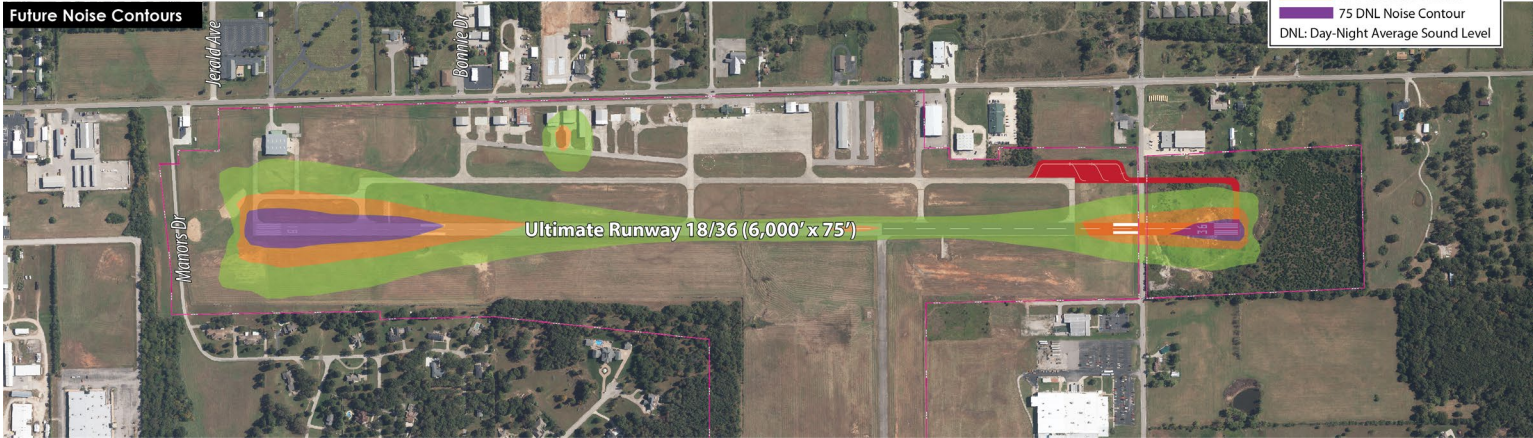 Future Noise Contours
75 DNL Noise Contour
DNL: Day-Night Average Sound Level
Jerald Ave
Bonnie Dr
Manors Dr
Ultimate Runway 18/36 (6,000’ x 75’)
36